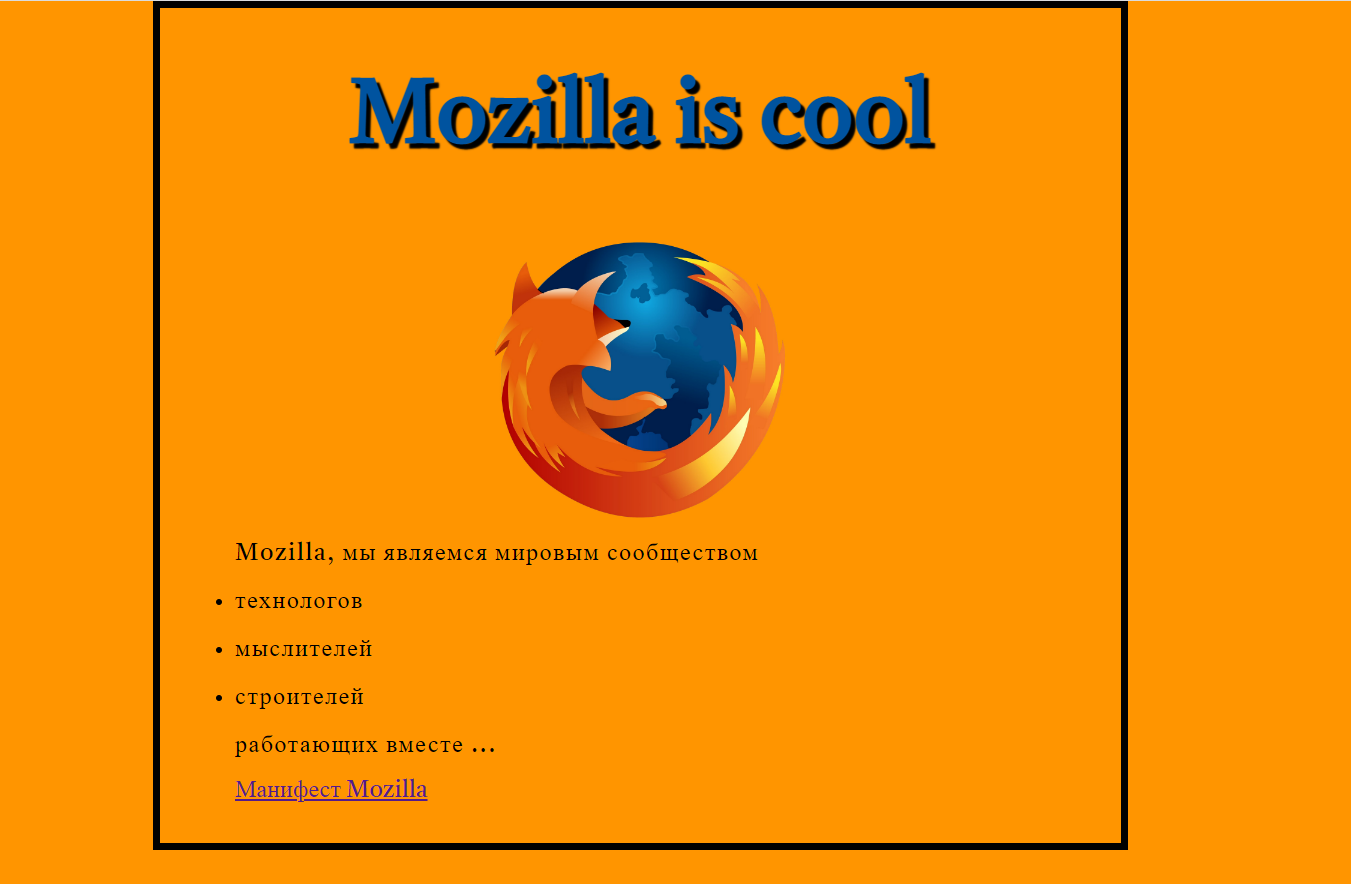 Mozilla is cool
Mozilla, мы являемся мировым сообществом
• технологов
• мыслителей
• строителей
работающих вместе ...
Манифест Mozilla